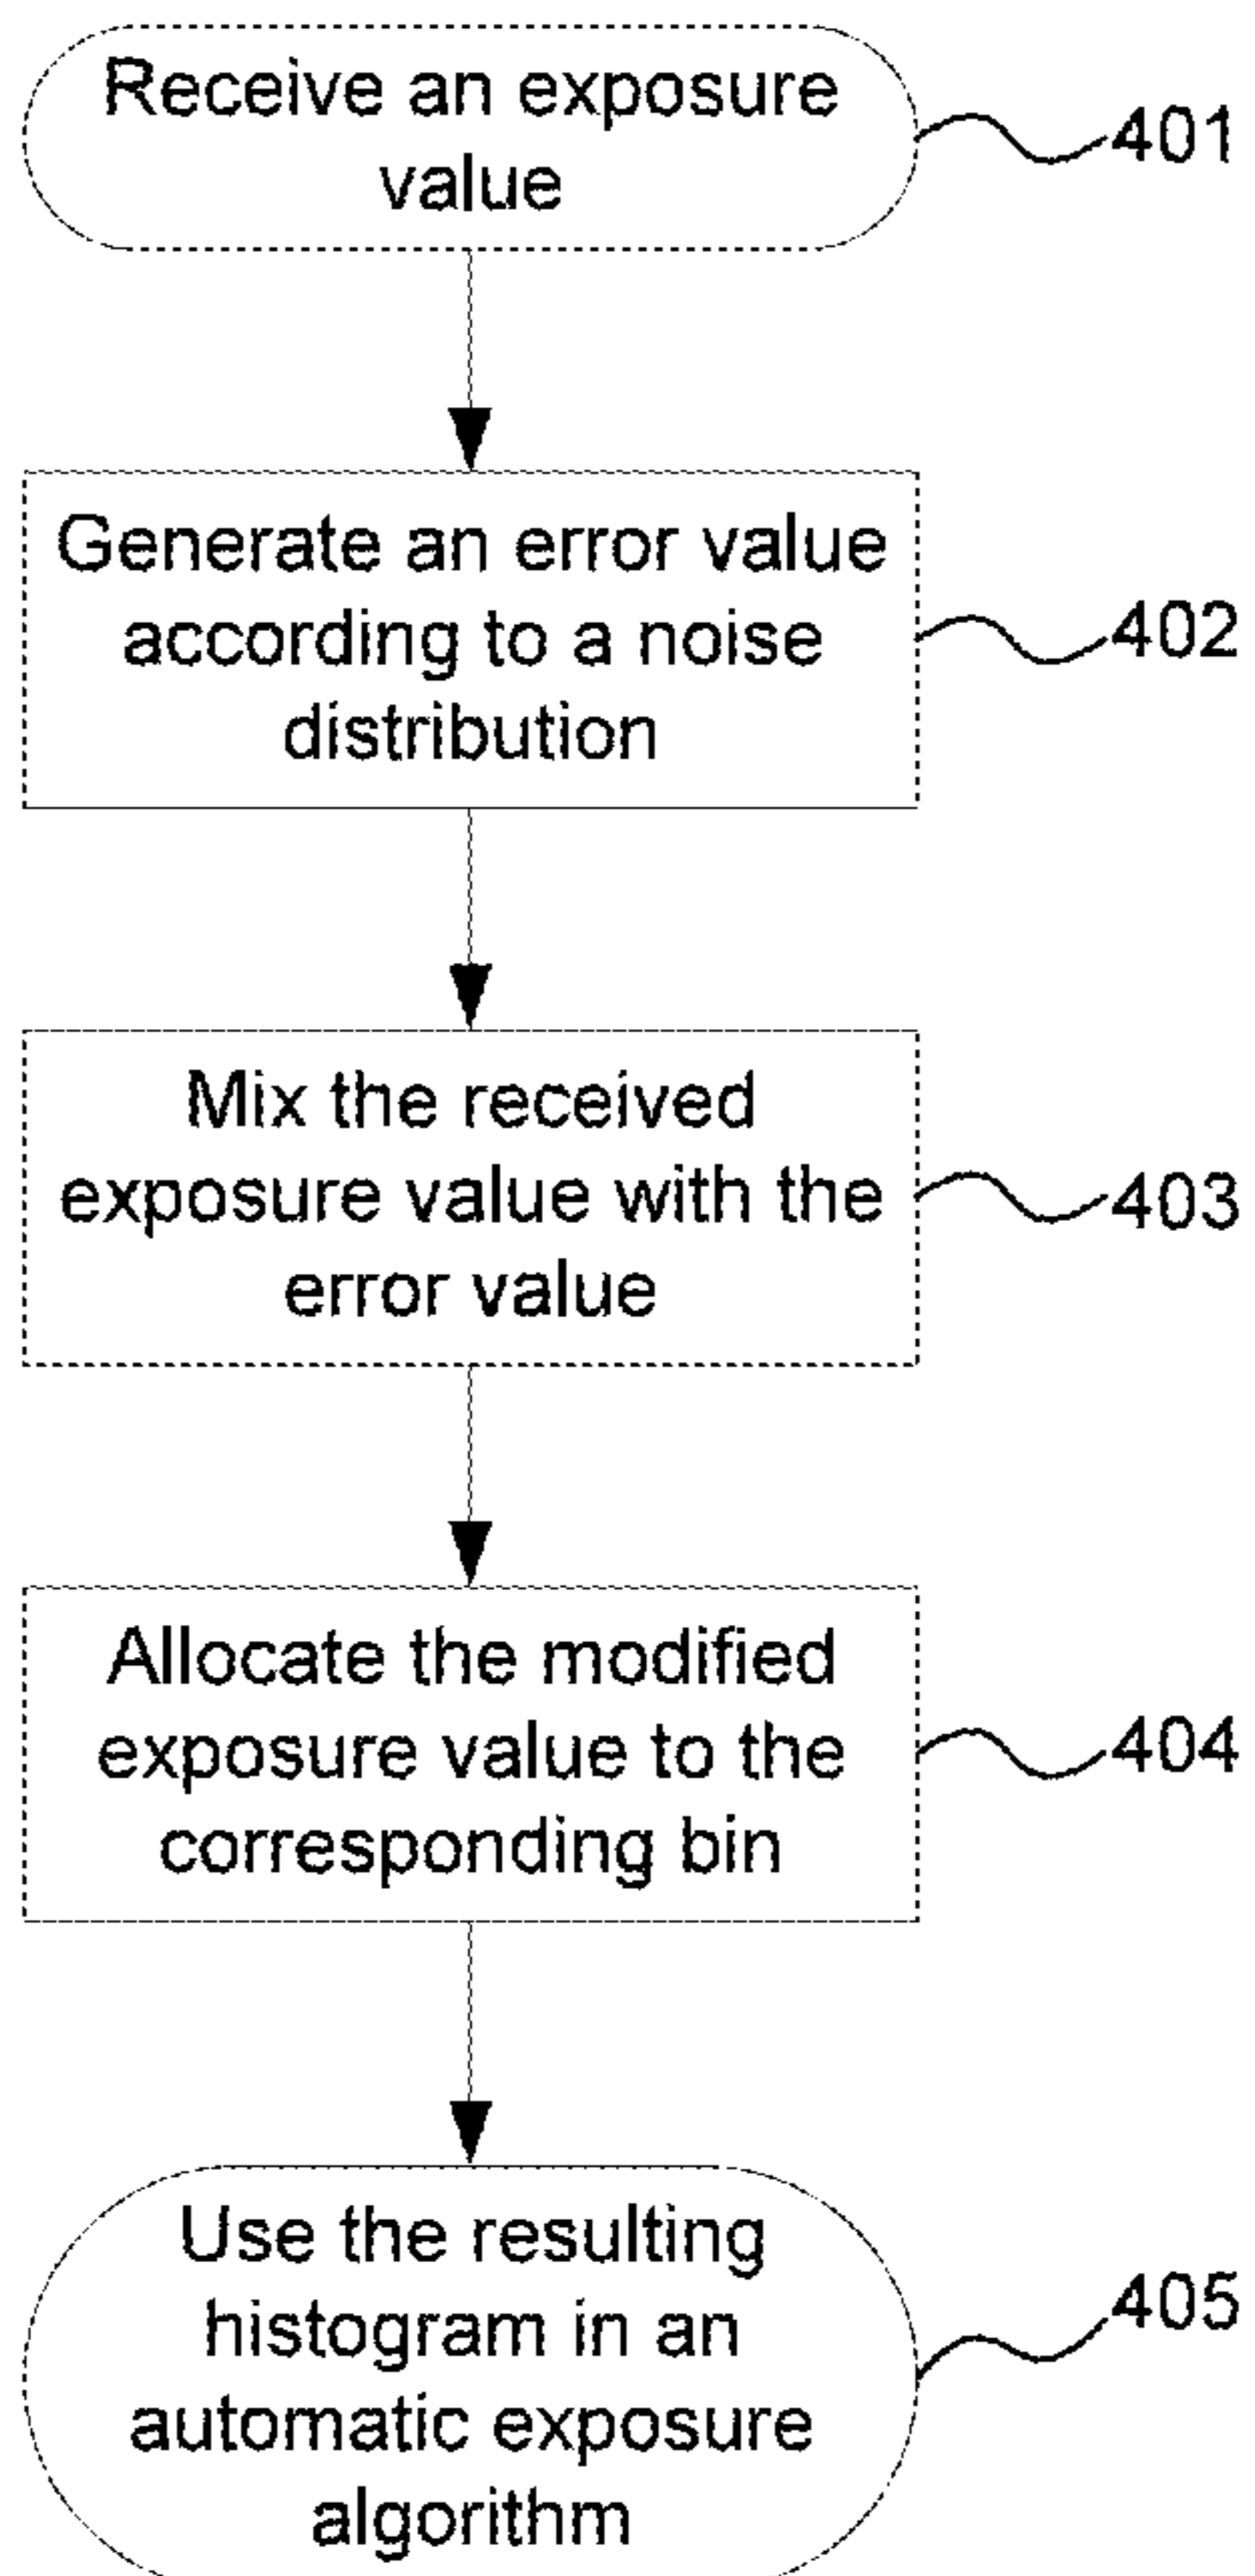 Receive an exposure
value
401
Generate an error value
according to a noise
distribution
402
Mix the received
exposure value with the
error value
403
Allocate the modified
exposure value to the
corresponding bin
404
Use the resulting
histogram in an
automatic exposure
algorithm
405